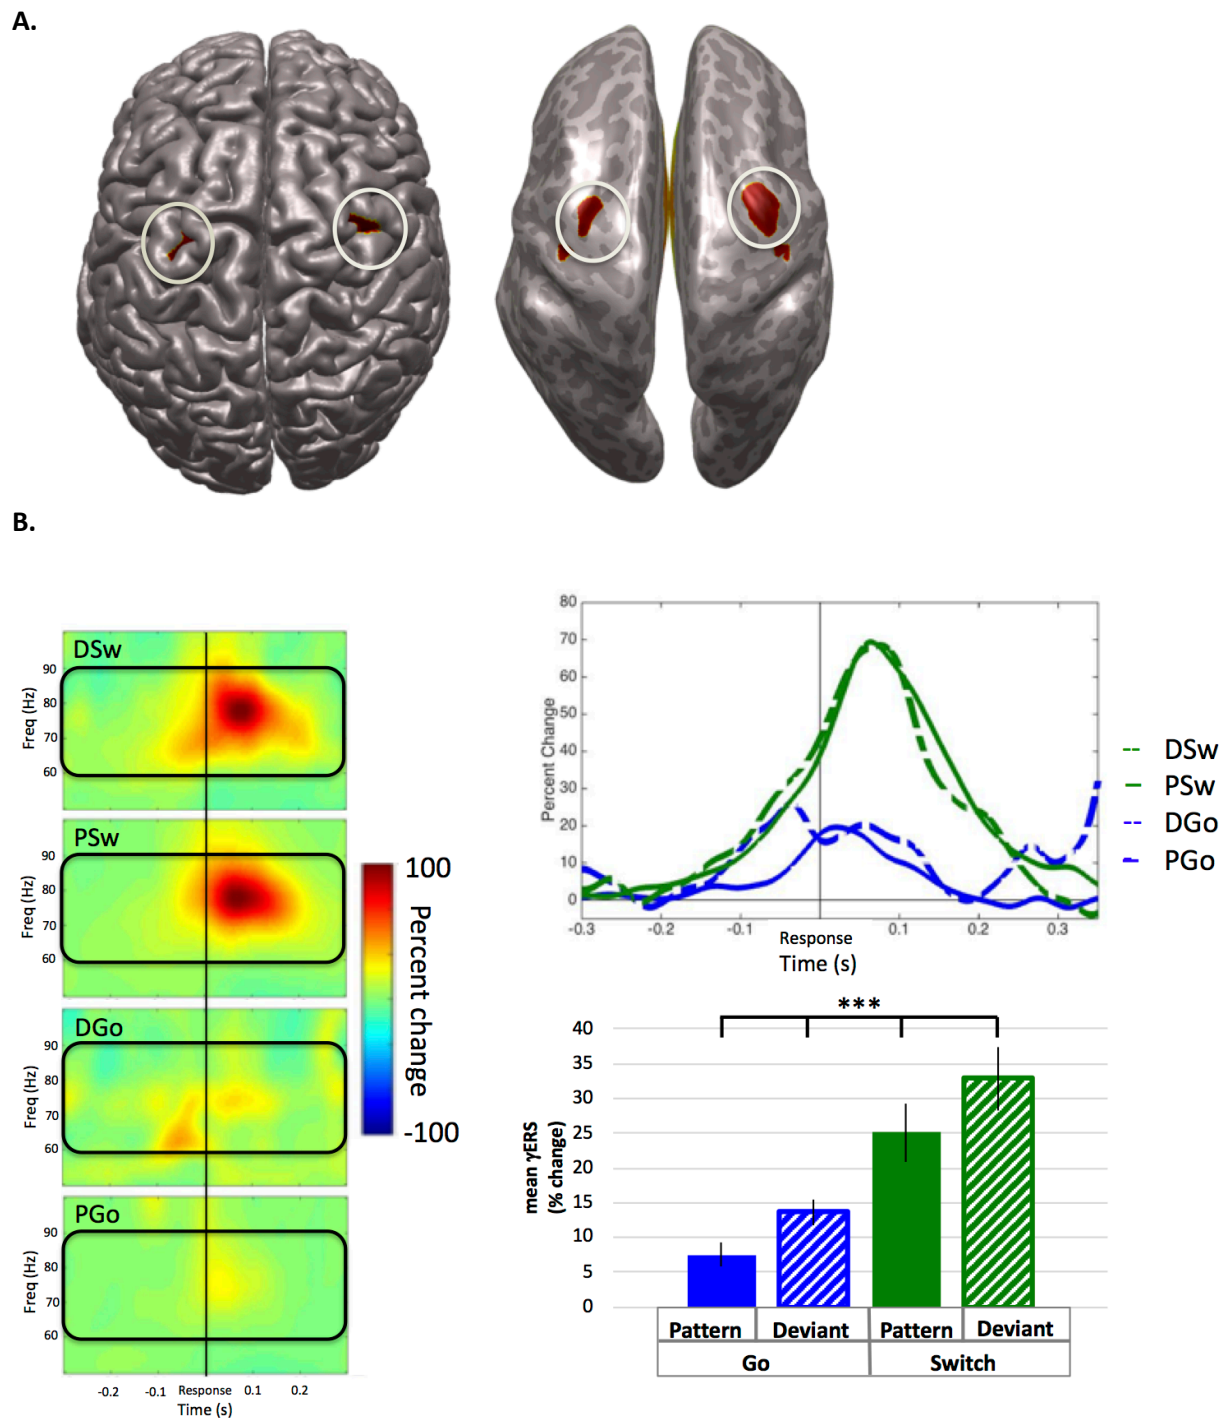 A.
B.
DSw
90
80
70
60
Freq (Hz)
PSw
90
80
70
60
Freq (Hz)
DGo
90
80
70
60
Freq (Hz)
PGo
90
80
70
60
Freq (Hz)
-0.2 -0.1 Response 0.1 0.2
Time (s)
100
Percent change
-100
80
70
60
50
40
30
20
10
0
Percent Change
-0.3 -0.2 -0.1 Response 0.1 0.2 0.3
Time (s)
DSw
PSw
DGo
PGo
***
40
35
30
25
20
15
10
5
0
mean γERS
(% change)
Pattern Deviant Pattern Deviant
Go Switch